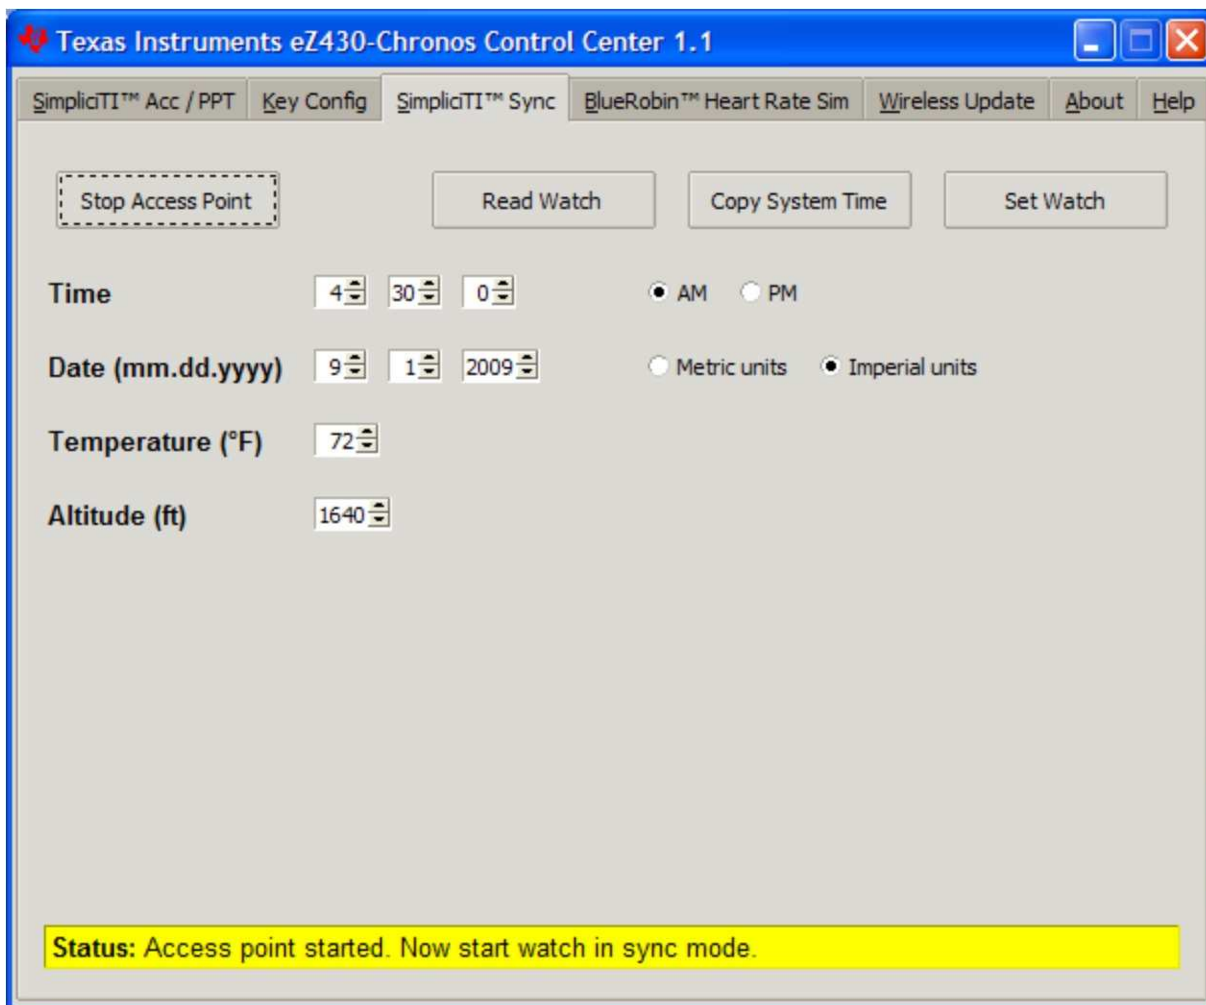 Texas Instruments eZ430-Chronos Control Center 1.1
SimpliciTI™ Acc / PPT Key Config SimpliciTI™ Sync BlueRobin™ Heart Rate Sim Wireless Update About Help
Stop Access Point Read Watch Copy System Time Set Watch
Time 4 30 0 AM PM
Date (mm.dd.yyyy) 9 1 2009 Metric units Imperial units
Temperature (°F) 72
Altitude (ft) 1640
Status: Access point started. Now start watch in sync mode.